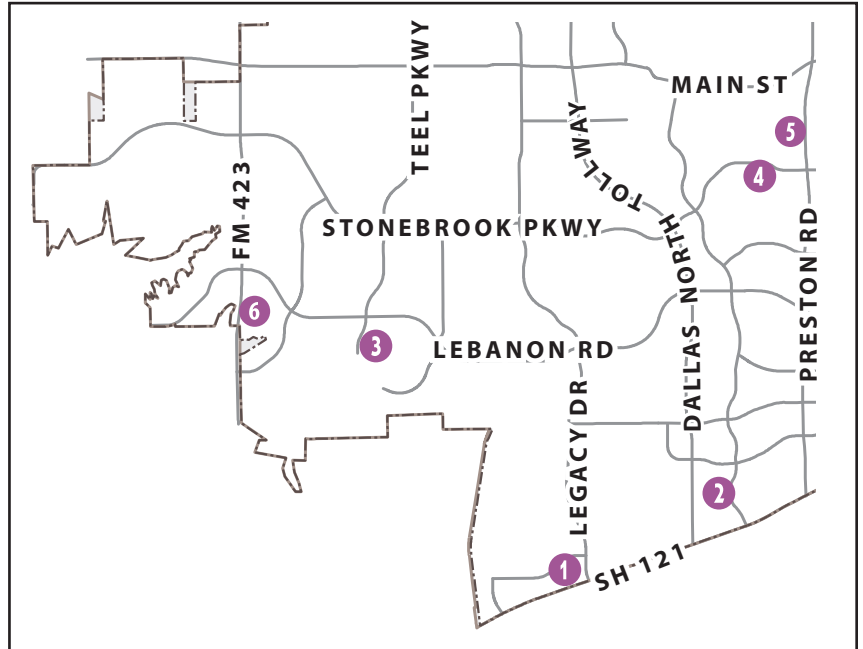 MAIN ST
TEEL PKWY
DALLAS NORTH TOLLWAY
5
4
FM 423
STONEBROOK PKWY
PRESTON RD
6
3
LEBANON RD
LEGACY DR
2
1
SH 121